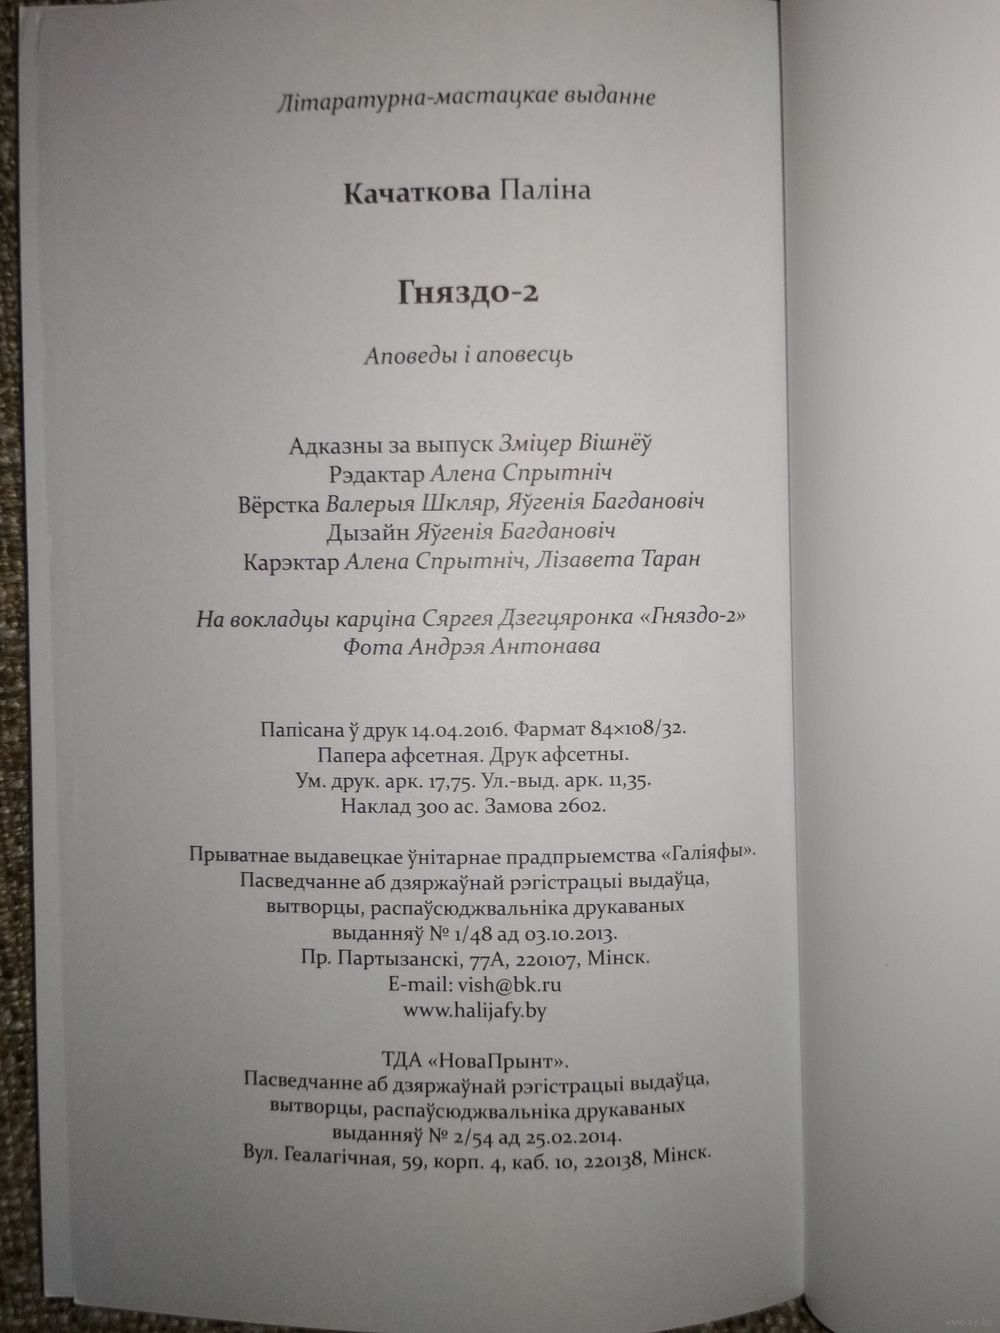 Літаратурна-мастацкае выданне
Качаткова Паліна
Гняздо-2
Аповеды і аповесць
Адказны за выпуск Зміцер Вішнёў
Рэдактар Алена Спрытніч
Вёрстка Валерыя Шкляр, Яўгенія Багдановіч
Дызайн Яўгенія Багдановіч
Карэктар Алена Спрытніч, Лізавета Таран
На вокладцы карціна Сяргея Дзегцяронка «Гняздо-2»
Фота Андрэя Антонава
Папісана ў друк 14.04.2016. Фармат 84×108/32.
Папера афсетная. Друк афсетны.
Ум. друк. арк. 17,75. Ул.-выд. арк. 11,35.
Наклад 300 ас. Замова 2602.
Прыватнае выдавецкае ўнітарнае прадпрыемства «Галіяфы».
Пасведчанне аб дзяржаўнай рэгістрацыі выдаўца,
вытворцы, распаўсюджвальніка друкаваных
выданняў № 1/48 ад 03.10.2013.
Пр. Партызанскі, 77А, 220107, Мінск.
E-mail: vish@bk.ru
www.halijafy.by
ТДА «НоваПрынт».
Пасведчанне аб дзяржаўнай рэгістрацыі выдаўца,
вытворцы, распаўсюджвальніка друкаваных
выданняў № 2/54 ад 25.02.2014.
Вул. Геалагічная, 59, корп. 4, каб. 10, 220138, Мінск.
www.ay.by